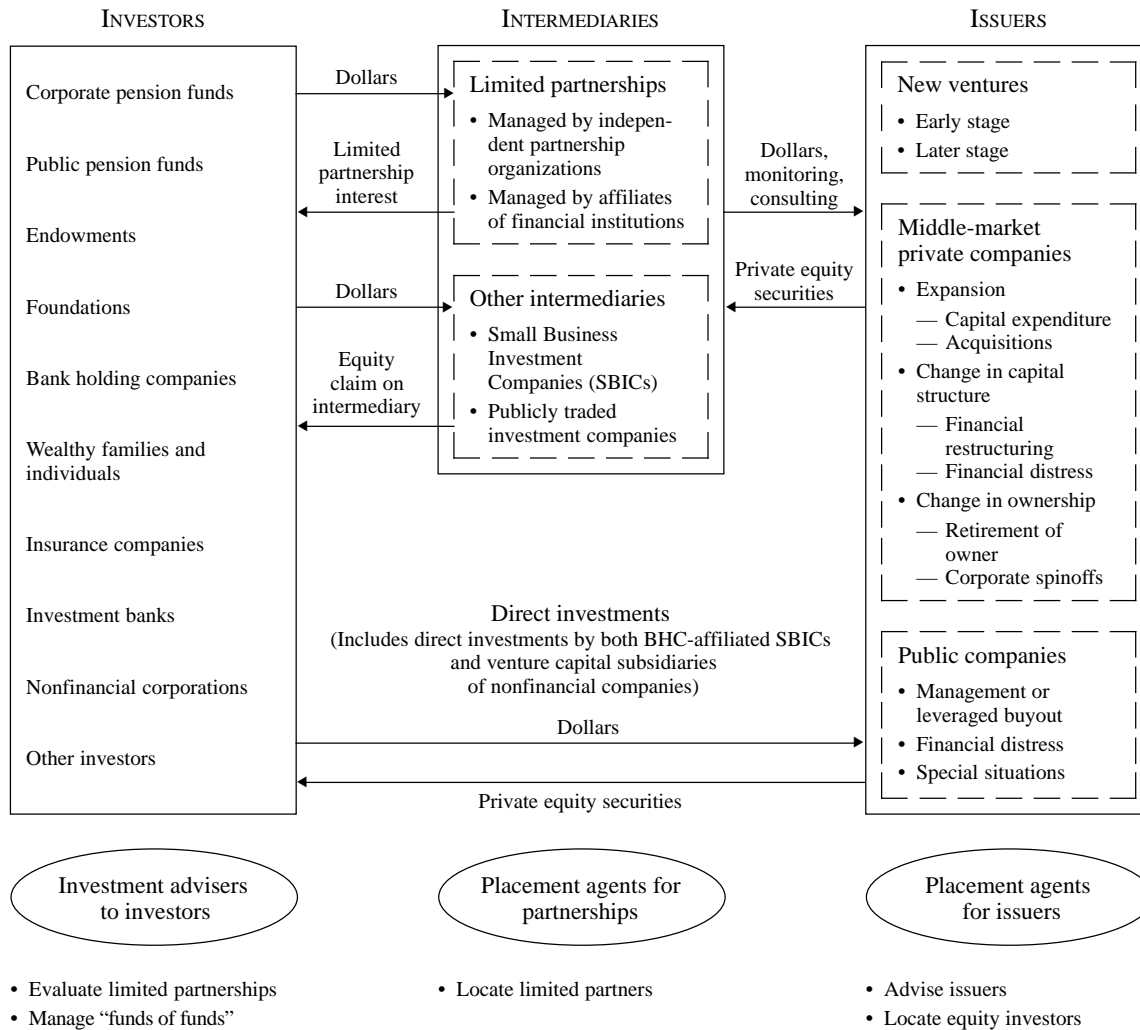 INVESTORS
INTERMEDIARIES
ISSUERS
Corporate pension funds
Public pension funds
Endowments
Foundations
Bank holding companies
Wealthy families and
individuals
Insurance companies
Investment banks
Nonfinancial corporations
Other investors
Dollars
Limited
partnership
interest
Dollars
Equity
claim on
intermediary
Limited partnerships
• Managed by indepen-
dent partnership
organizations
• Managed by affiliates
of financial institutions
Other intermediaries
• Small Business
Investment
Companies (SBICs)
• Publicly traded
investment companies
Dollars,
monitoring,
consulting
Private equity
securities
New ventures
• Early stage
• Later stage
Middle-market
private companies
• Expansion
— Capital expenditure
— Acquisitions
• Change in capital
structure
— Financial
restructuring
— Financial distress
• Change in ownership
— Retirement of
owner
— Corporate spinoffs
Public companies
• Management or
leveraged buyout
• Financial distress
• Special situations
Direct investments
(Includes direct investments by both BHC-affiliated SBICs
and venture capital subsidiaries
of nonfinancial companies)
Dollars
Private equity securities
Investment advisers
to investors
• Evaluate limited partnerships
• Manage “funds of funds”
Placement agents for
partnerships
• Locate limited partners
Placement agents
for issuers
• Advise issuers
• Locate equity investors